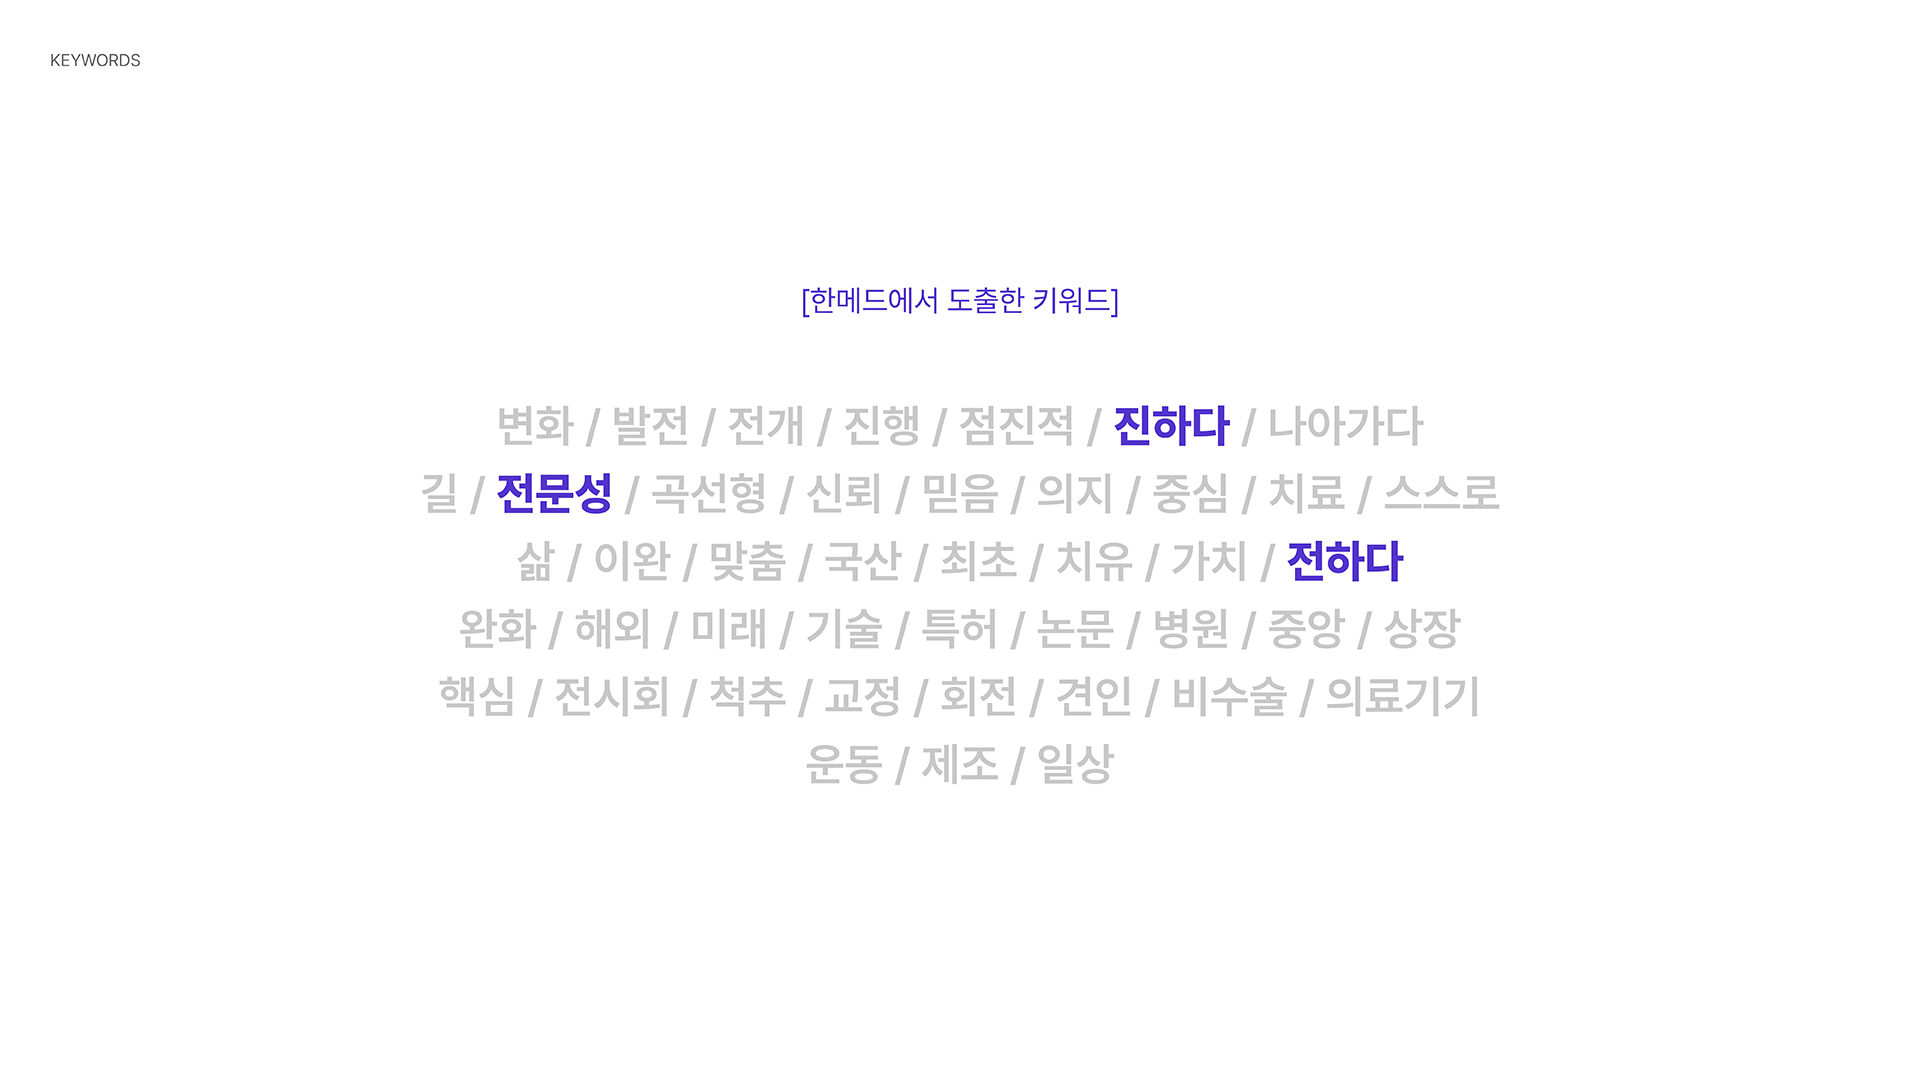 KEYWORDS
[한메드에서 도출한 키워드]
변화 / 발전 / 전개 / 진행 / 점진적 / 진하다 / 나아가다
길 / 전문성 / 곡선형 / 신뢰 / 믿음 / 의지 / 중심 / 치료 / 스스로
삶 / 이완 / 맞춤 / 국산 / 최초 / 치유 / 가치 / 전하다
완화 / 해외 / 미래 / 기술 / 특허 / 논문 / 병원 / 중앙 / 상장
핵심 / 전시회 / 척추 / 교정 / 회전 / 견인 / 비수술 / 의료기기
운동 / 제조 / 일상